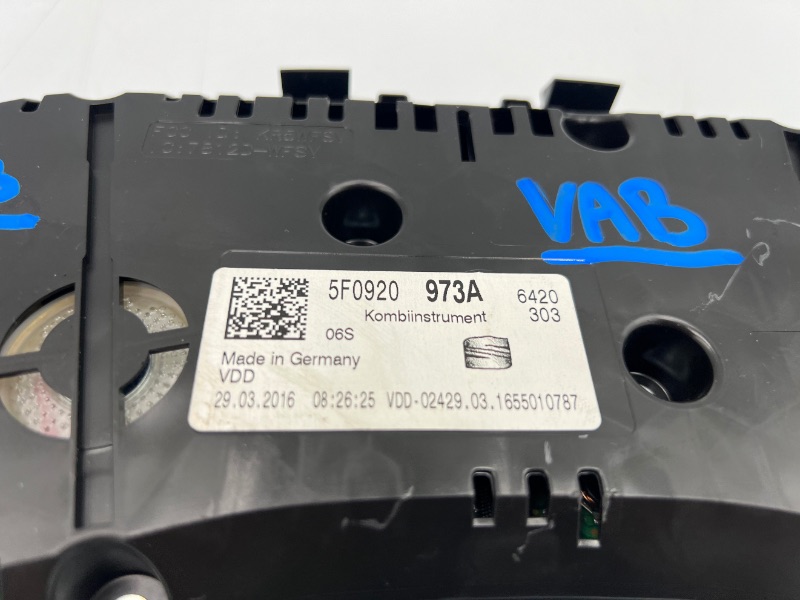 VAB
5F0920 973A 6420
Kombiinstrument 303
06S
Made in Germany
VDD
29.03.2016 08:26:25 VDD-02429.03.1655010787